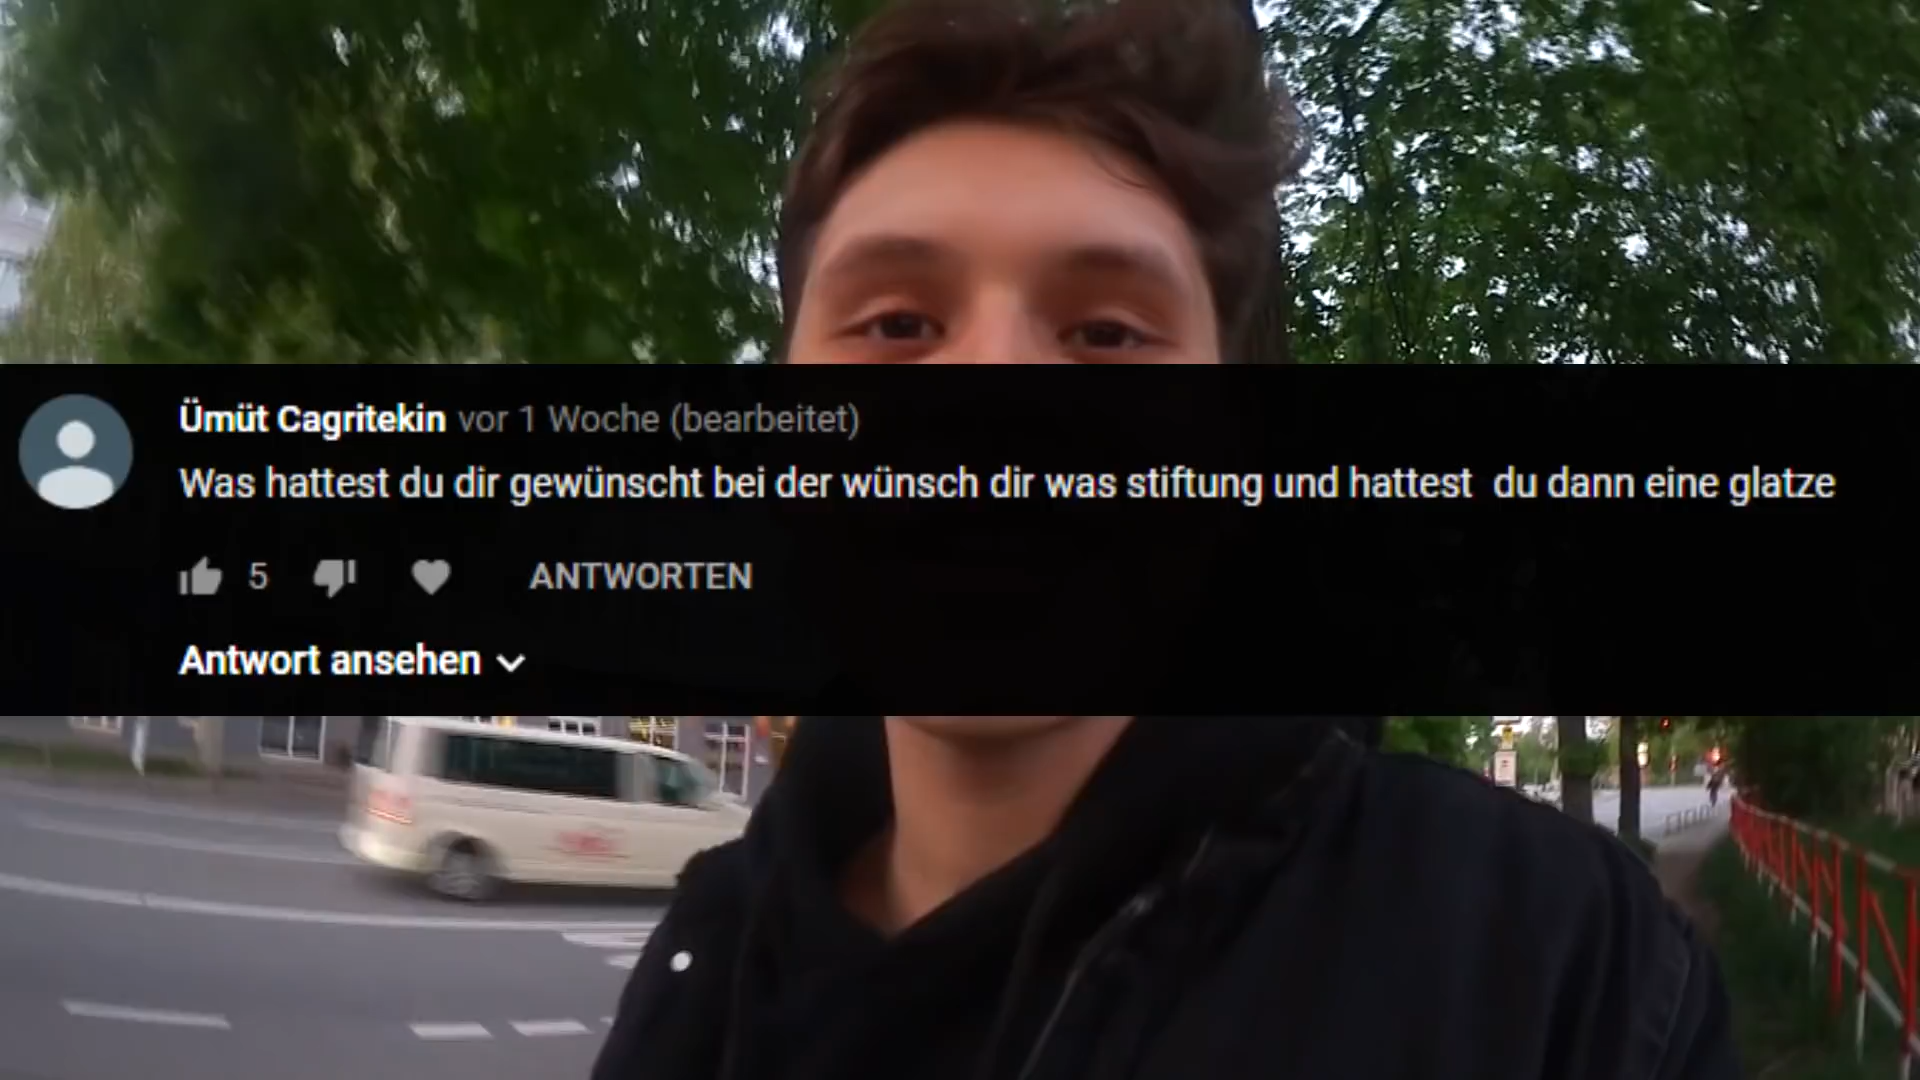 Ümüt Cagritekin vor 1 Woche (bearbeitet)
Was hattest du dir gewünscht bei der wünsch dir was stiftung und hattest  du dann eine glatze
5
ANTWORTEN
Antwort ansehen